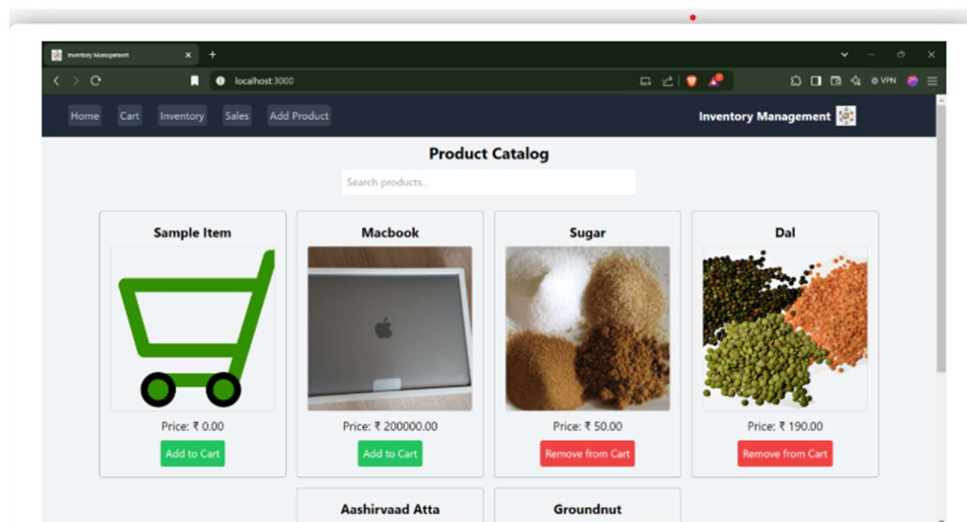 Inventory Management
localhost:3000
VPN
Home Cart Inventory Sales Add Product Inventory Management
Product Catalog
Search products...
Sample Item Macbook Sugar Dal
Price: ₹ 0.00 Price: ₹ 200000.00 Price: ₹ 50.00 Price: ₹ 190.00
Add to Cart Add to Cart Remove from Cart Remove from Cart
Aashirvaad Atta Groundnut